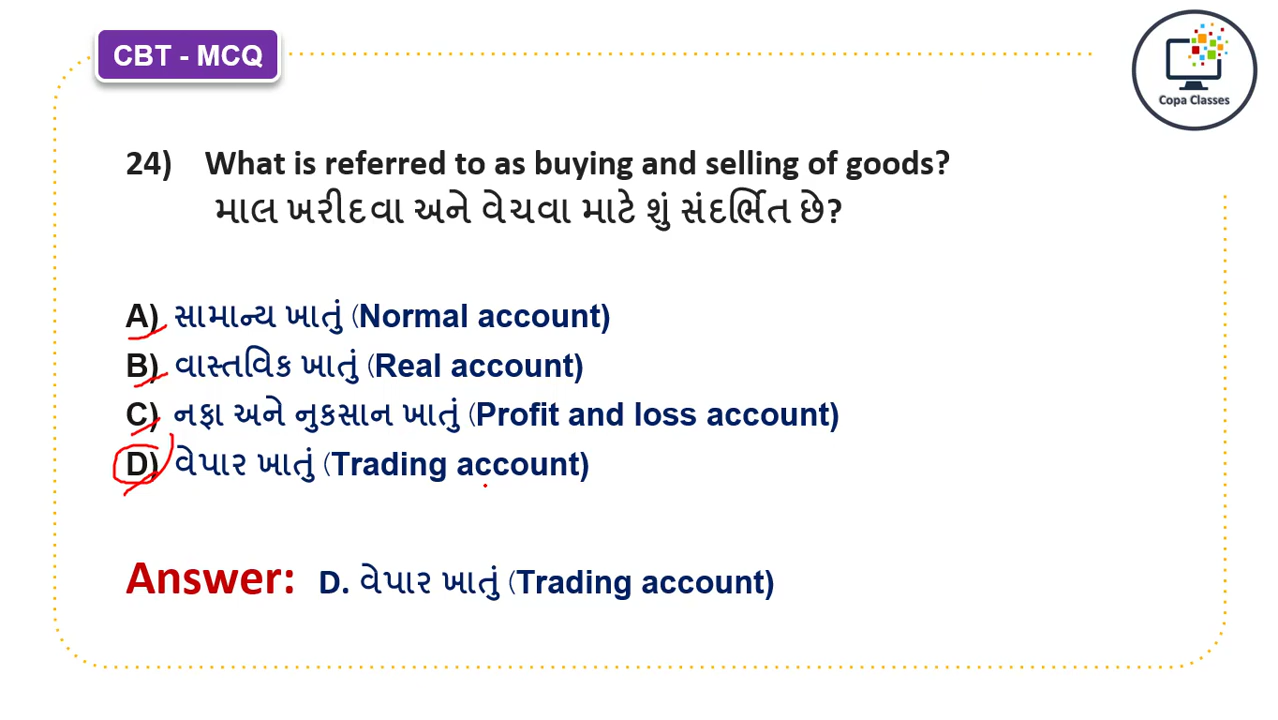 CBT - MCQ
Copa Classes
24) What is referred to as buying and selling of goods?
માલ ખરીદવા અને વેચવા માટે શું સંદર્ભિત છે?
A) સામાન્ય ખાતું (Normal account)
B) વાસ્તવિક ખાતું (Real account)
C) નફા અને નુકસાન ખાતું (Profit and loss account)
D) વેપાર ખાતું (Trading account)
Answer: D. વેપાર ખાતું (Trading account)